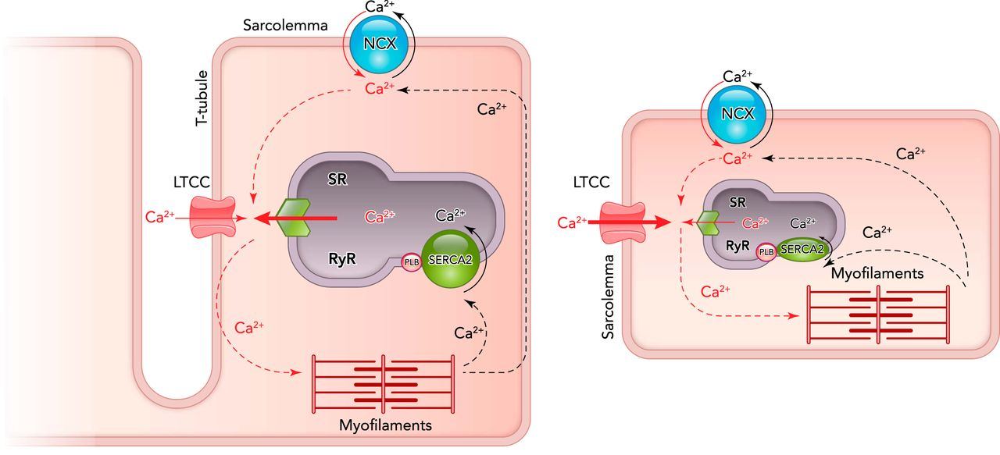 Ca²⁺
Sarcolemma
NCX
Ca²⁺
Ca²⁺
T-tubule
LTCC
SR
Ca²⁺
Ca²⁺
Ca²⁺
RyR
PLB
SERCA2
Ca²⁺
Ca²⁺
Myofilaments
Ca²⁺
NCX
Ca²⁺
Ca²⁺
LTCC
SR
Ca²⁺
Ca²⁺
Ca²⁺
Ca²⁺
RyR
PLB
SERCA2
Myofilaments
Ca²⁺
Sarcolemma